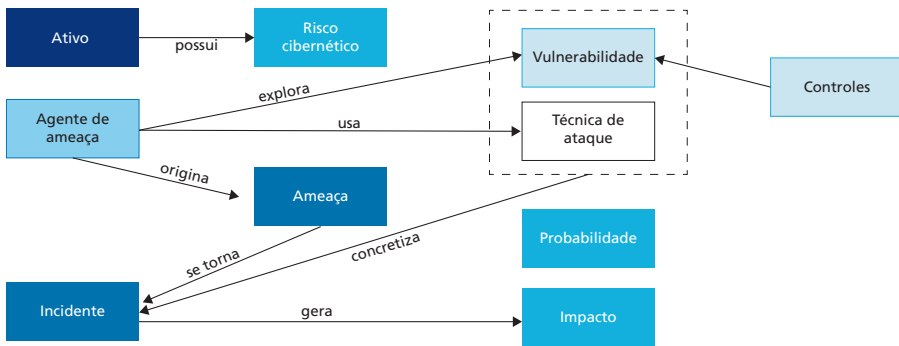 Ativo
possui
Risco
cibernético
Vulnerabilidade
Controles
explora
Agente de
ameaça
usa
Técnica de
ataque
origina
Ameaça
se torna
concretiza
Probabilidade
Incidente
gera
Impacto